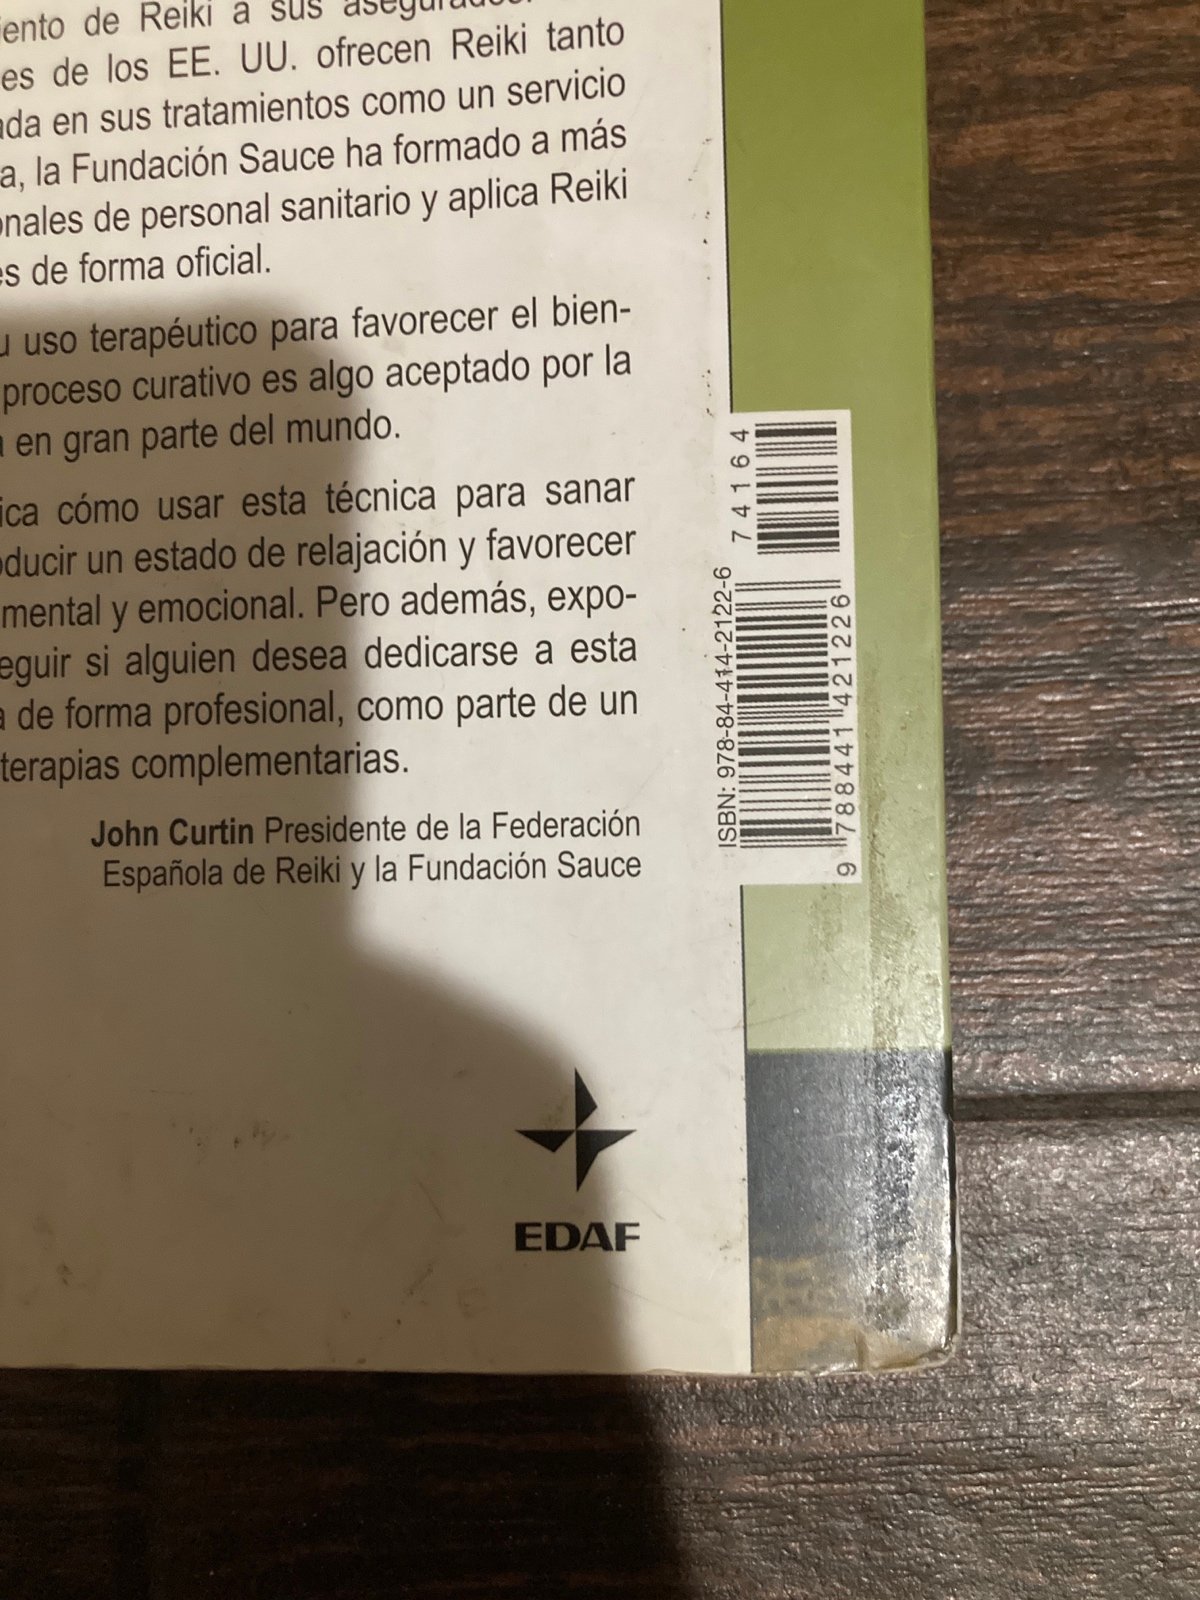 de Reiki a sus
es de los EE. UU. ofrecen Reiki tanto
en sus tratamientos como un servicio
a, la Fundación Sauce ha formado a más
onales de personal sanitario y aplica Reiki
es de forma oficial.
u uso terapéutico para favorecer el bien-
proceso curativo es algo aceptado por la
a en gran parte del mundo.
ica cómo usar esta técnica para sanar
oducir un estado de relajación y favorecer
mental y emocional. Pero además, expo-
eguir si alguien desea dedicarse a esta
a de forma profesional, como parte de un
terapias complementarias.
John Curtin Presidente de la Federación
Española de Reiki y la Fundación Sauce
EDAF
ISBN: 978-84-414-2122-6
74164
9 788441 421226